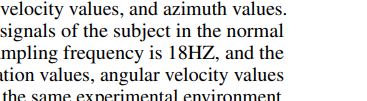 velocity values, and azimuth values.
signals of the subject in the normal
mpling frequency is 18HZ, and the
ation values, angular velocity values
the same experimental environment